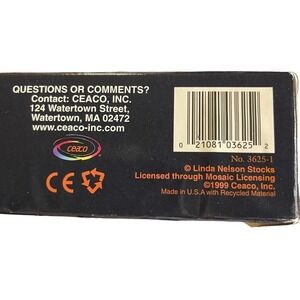 QUESTIONS OR COMMENTS?
Contact: CEACO, INC.
124 Watertown Street,
Watertown, MA 02472
www.ceaco-inc.com
ceaco
CE
0 21081 03625 2
No. 3625-1
© Linda Nelson Stocks
Licensed through Mosaic Licensing
©1999 Ceaco, Inc.
Made in U.S.A with Recycled Material